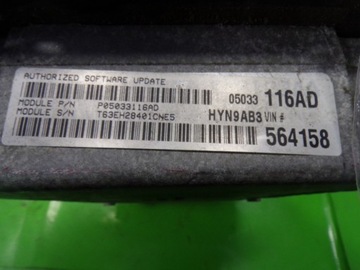 AUTHORIZED SOFTWARE UPDATE
MODULE P/N P05033116AD
MODULE S/N T63EH28401CNE5
05033 116AD
HYN9AB3 VIN #
564158